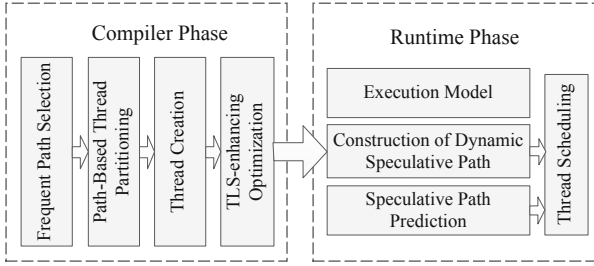 Compiler Phase
Frequent Path Selection
Path-Based Thread
Partitioning
Thread Creation
TLS-enhancing
Optimization
Runtime Phase
Execution Model
Construction of Dynamic
Speculative Path
Speculative Path
Prediction
Thread Scheduling